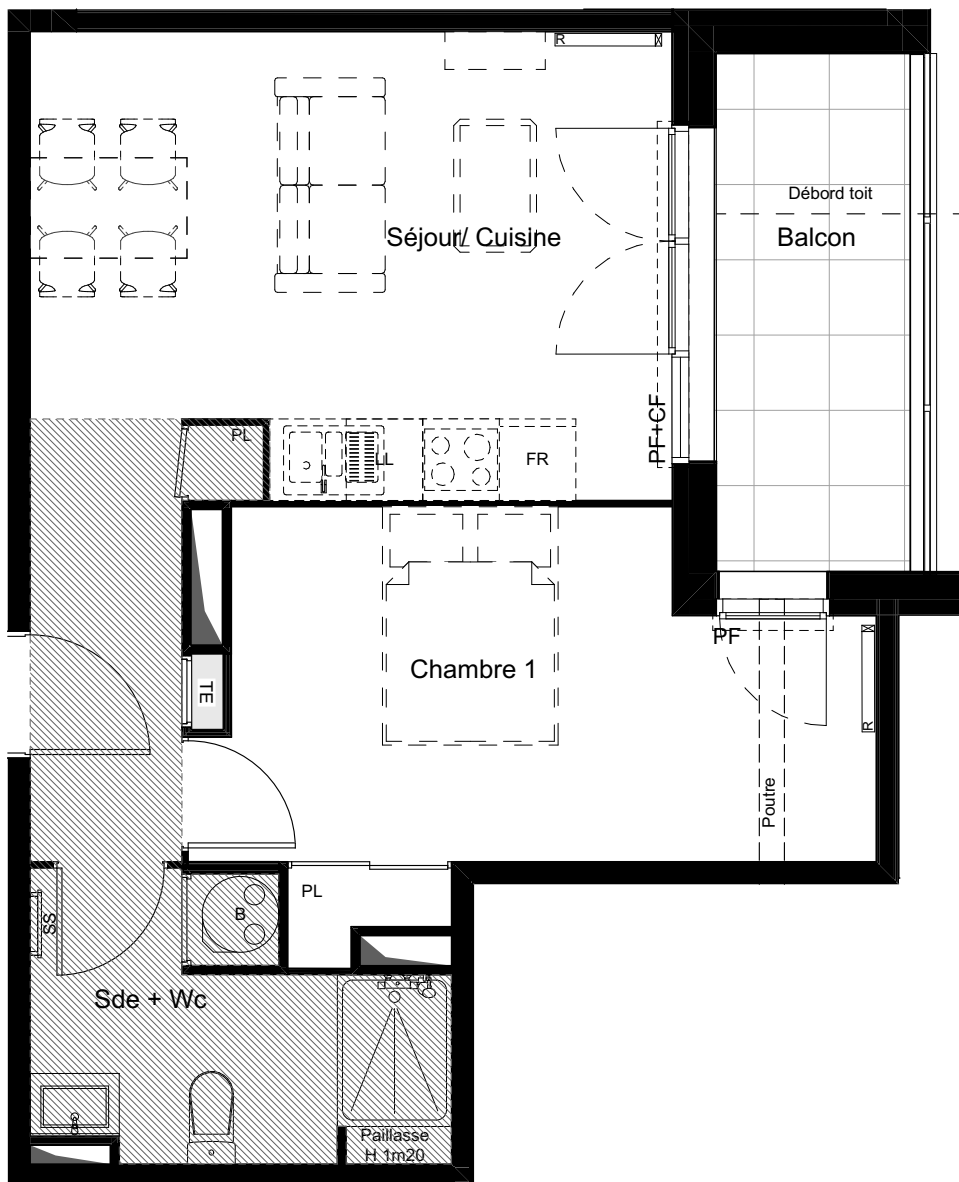 R
Débord toit
Séjour/ Cuisine
Balcon
PL
LL
FR
PF+CF
PF
Chambre 1
TE
R
Poutre
PL
B
SS
Sde + Wc
Paillasse
H 1m20